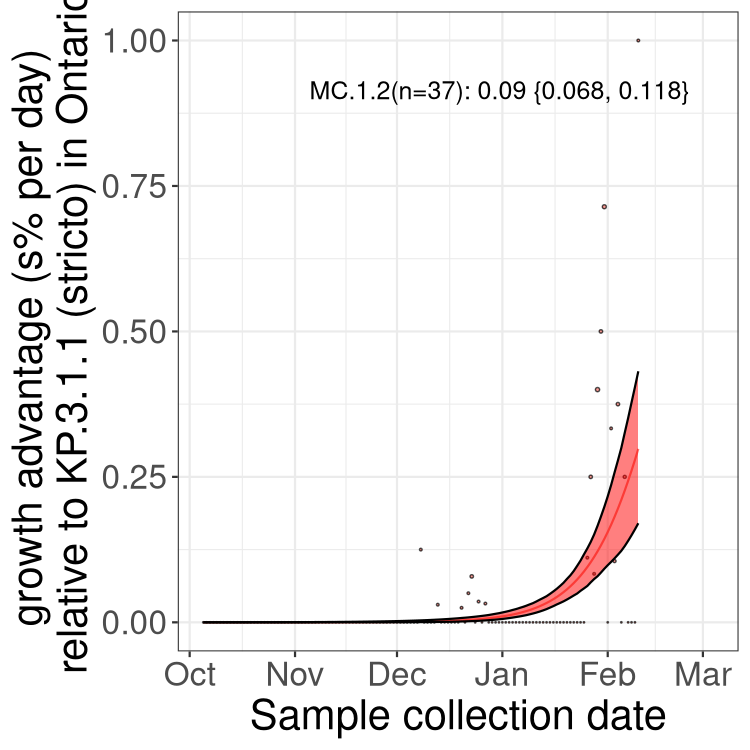 growth advantage (s% per day)
relative to KP.3.1.1 (stricto) in Ontario
1.00
0.75
0.50
0.25
0.00
MC.1.2(n=37): 0.09 {0.068, 0.118}
Oct Nov Dec Jan Feb Mar
Sample collection date